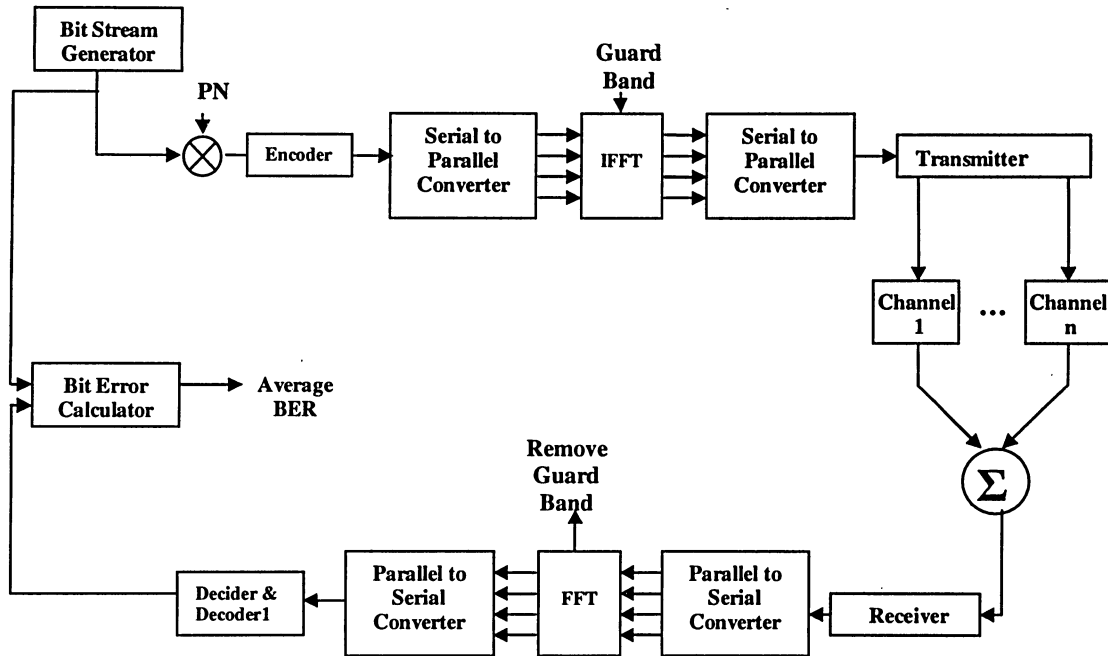 Bit Stream
Generator
PN
Encoder
Serial to
Parallel
Converter
Guard
Band
IFFT
Serial to
Parallel
Converter
Transmitter
Channel
1
...
Channel
n
Σ
Bit Error
Calculator
Average
BER
Remove
Guard
Band
Decider &
Decoder1
Parallel to
Serial
Converter
FFT
Parallel to
Serial
Converter
Receiver